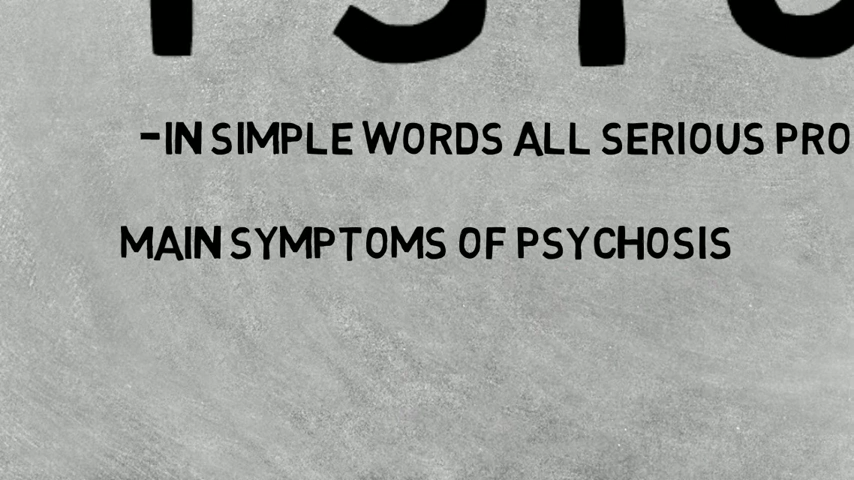 -IN SIMPLE WORDS ALL SERIOUS PRO
MAIN SYMPTOMS OF PSYCHOSIS